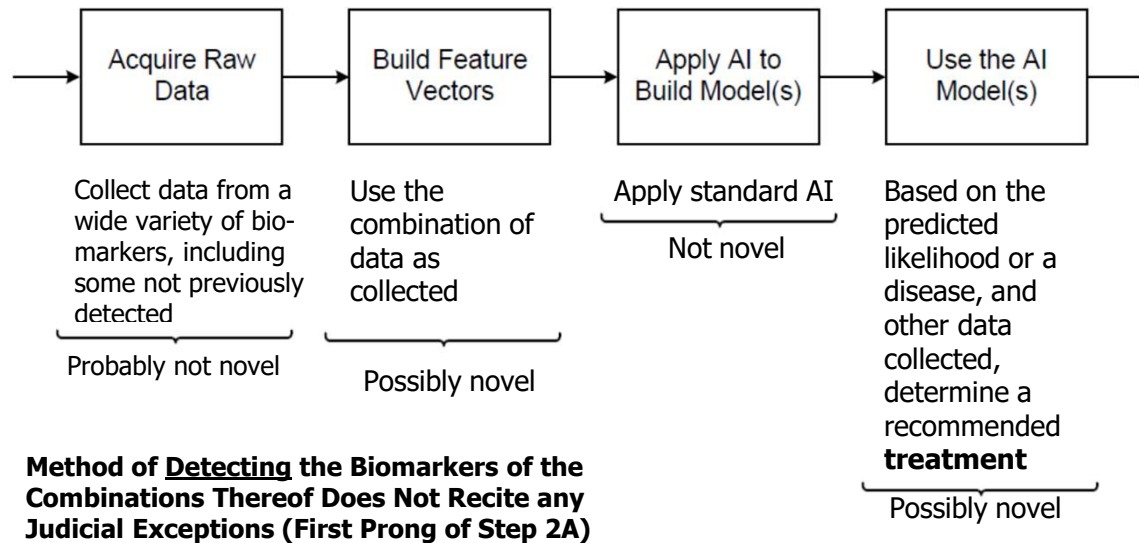 Acquire Raw
Data
Build Feature
Vectors
Apply AI to
Build Model(s)
Use the AI
Model(s)
Collect data from a
wide variety of bio-
markers, including
some not previously
detected
Probably not novel
Use the
combination of
data as
collected
Possibly novel
Apply standard AI
Not novel
Based on the
predicted
likelihood or a
disease, and
other data
collected,
determine a
recommended
treatment
Possibly novel
Method of Detecting the Biomarkers of the
Combinations Thereof Does Not Recite any
Judicial Exceptions (First Prong of Step 2A)